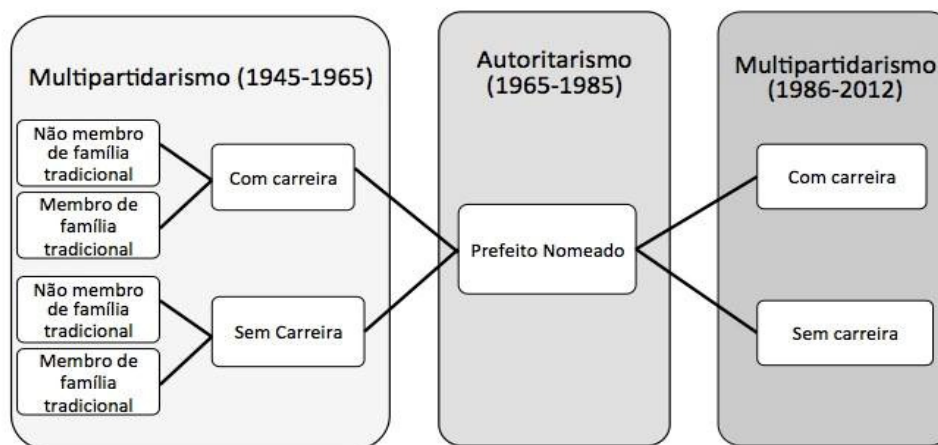 Multipartidarismo (1945-1965)
Não membro
de família
tradicional
Membro de
família
tradicional
Com carreira
Não membro
de família
tradicional
Membro de
família
tradicional
Sem Carreira
Autoritarismo
(1965-1985)
Prefeito Nomeado
Multipartidarismo
(1986-2012)
Com carreira
Sem carreira